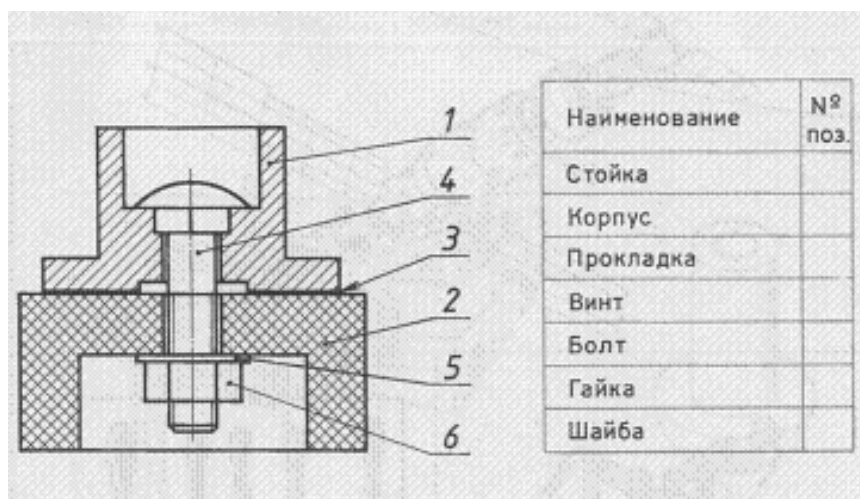 1
4
3
2
5
6
Наименование
№
поз.
Стойка
Корпус
Прокладка
Винт
Болт
Гайка
Шайба